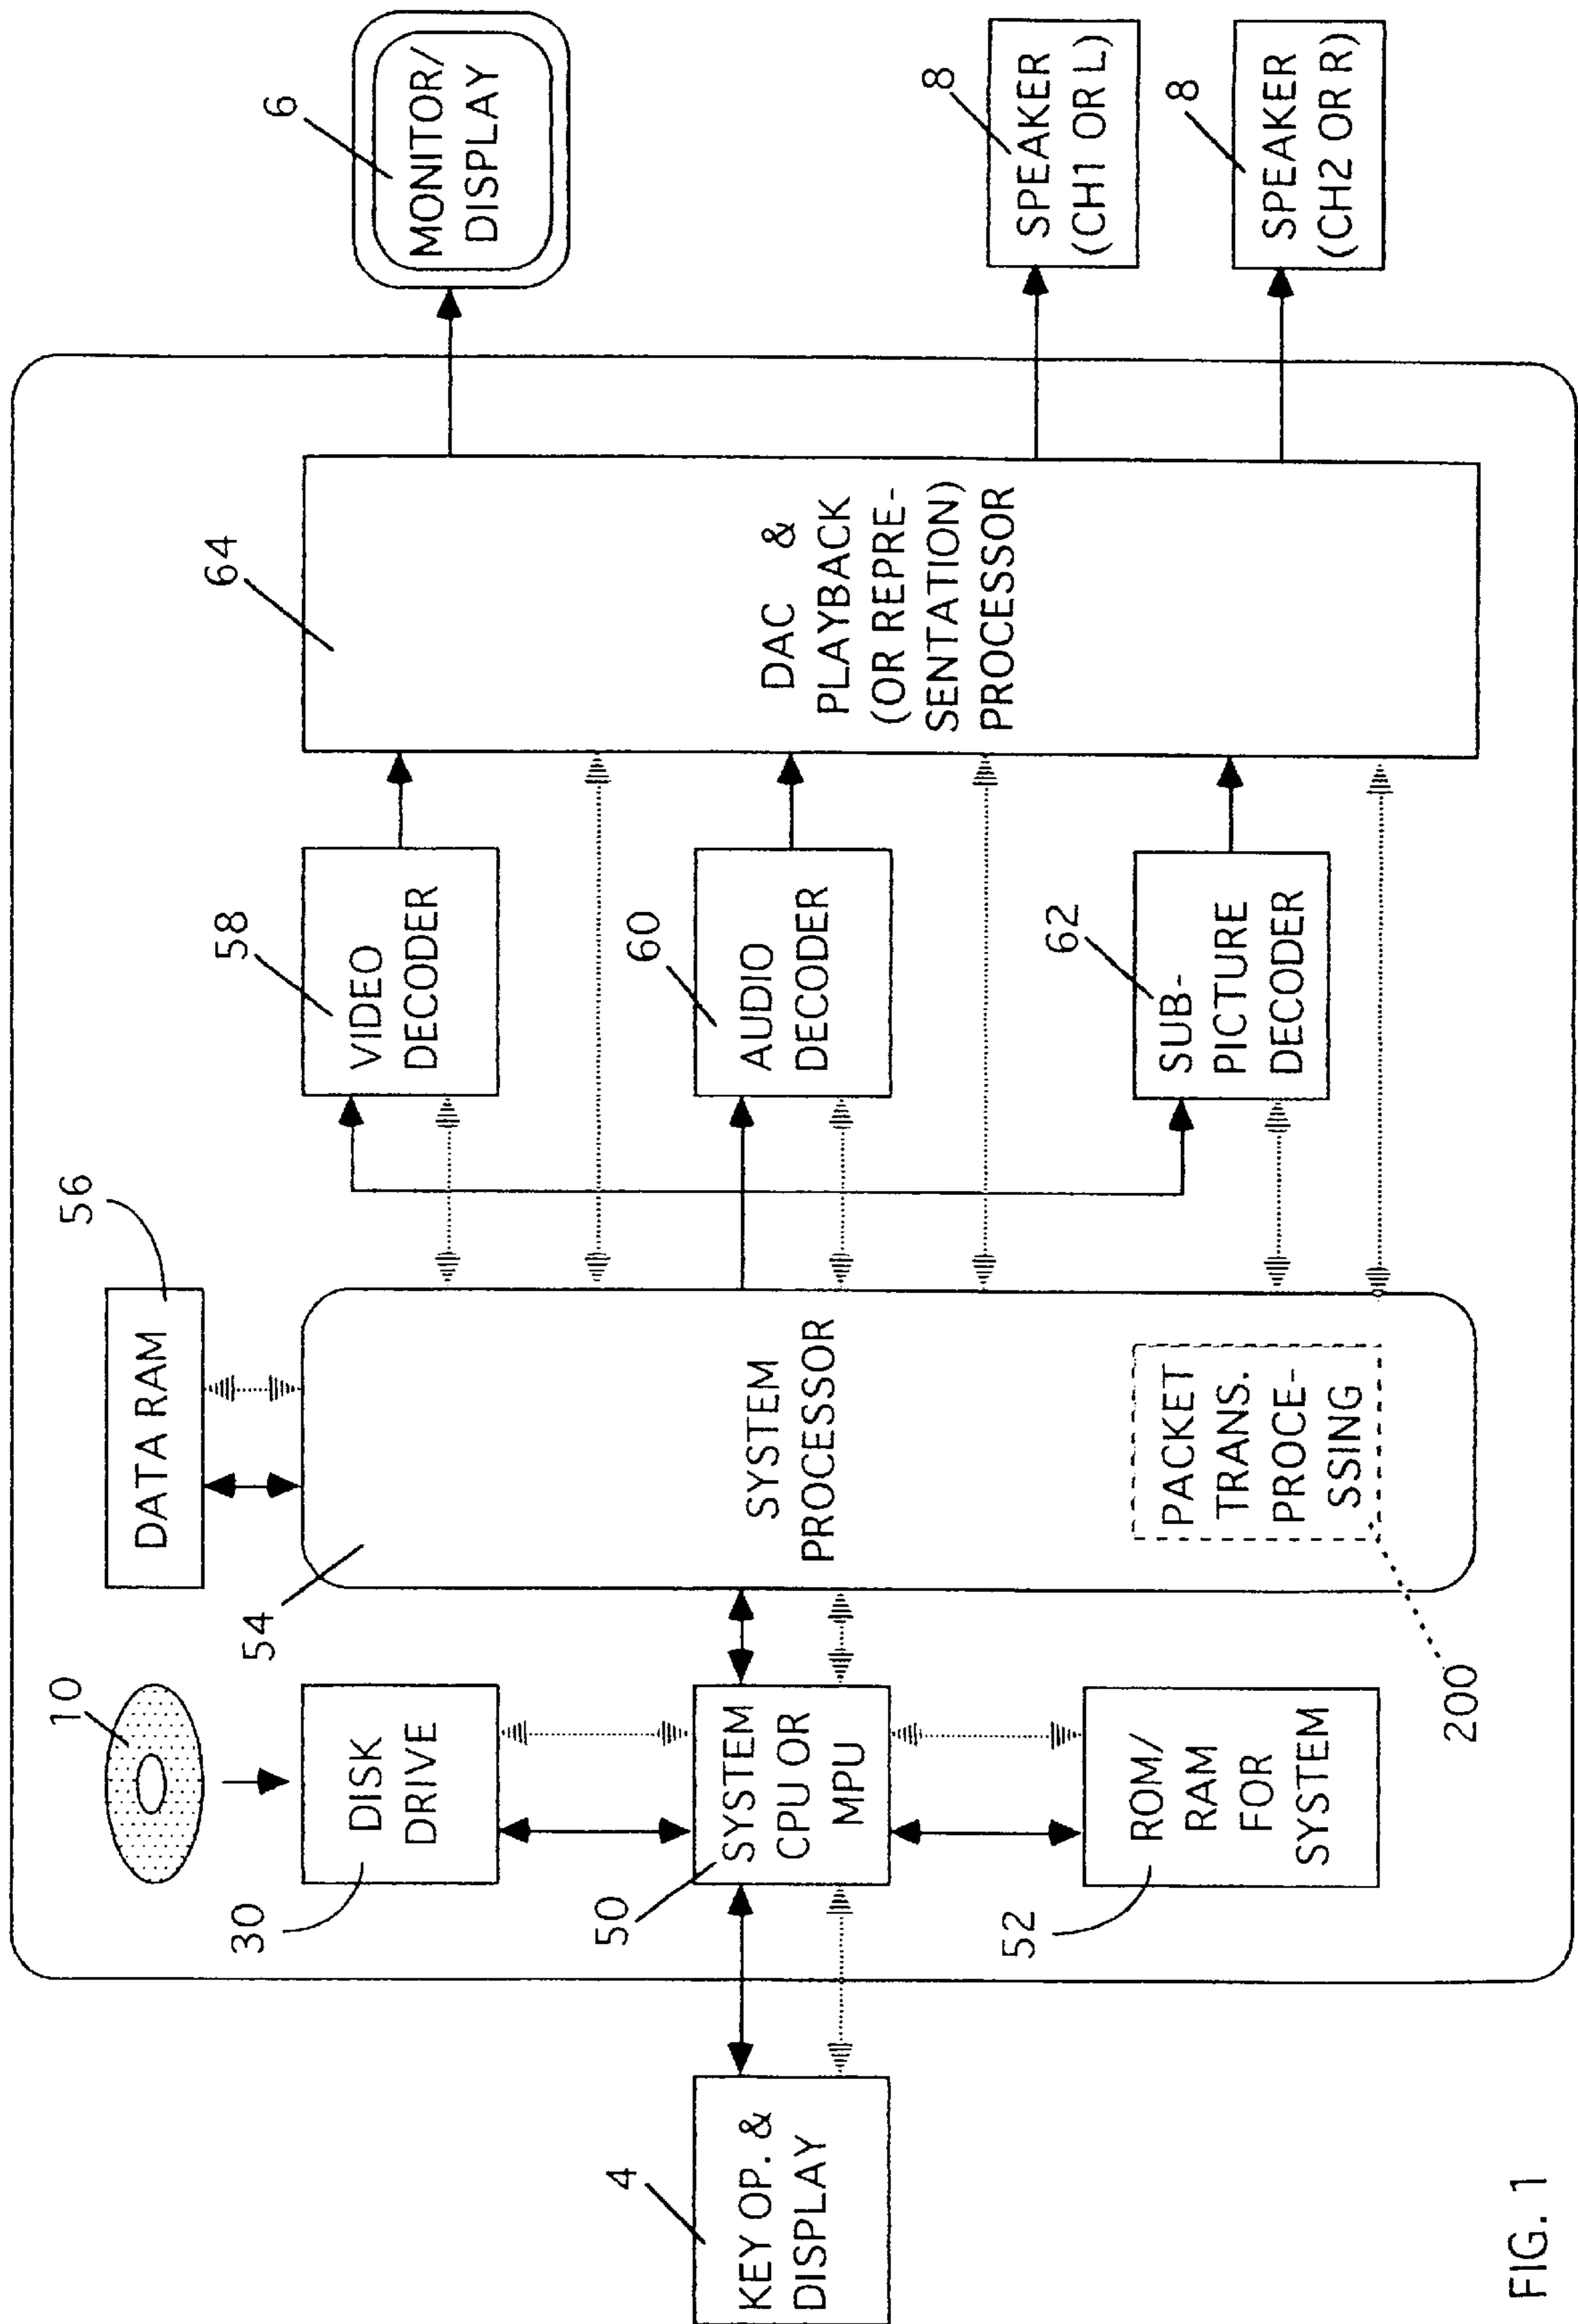 10
DISK
DRIVE
30
DATA RAM
56
54
SYSTEM
PROCESSOR
PACKET
TRANS.
PROCE-
SSING
200
4
KEY OP. &
DISPLAY
50
SYSTEM
CPU OR
MPU
52
ROM/
RAM
FOR
SYSTEM
58
VIDEO
DECODER
60
AUDIO
DECODER
62
SUB-
PICTURE
DECODER
64
DAC &
PLAYBACK
(OR REPRE-
SENTATION)
PROCESSOR
6
MONITOR/
DISPLAY
8
SPEAKER
(CH1 OR L)
8
SPEAKER
(CH2 OR R)
FIG. 1